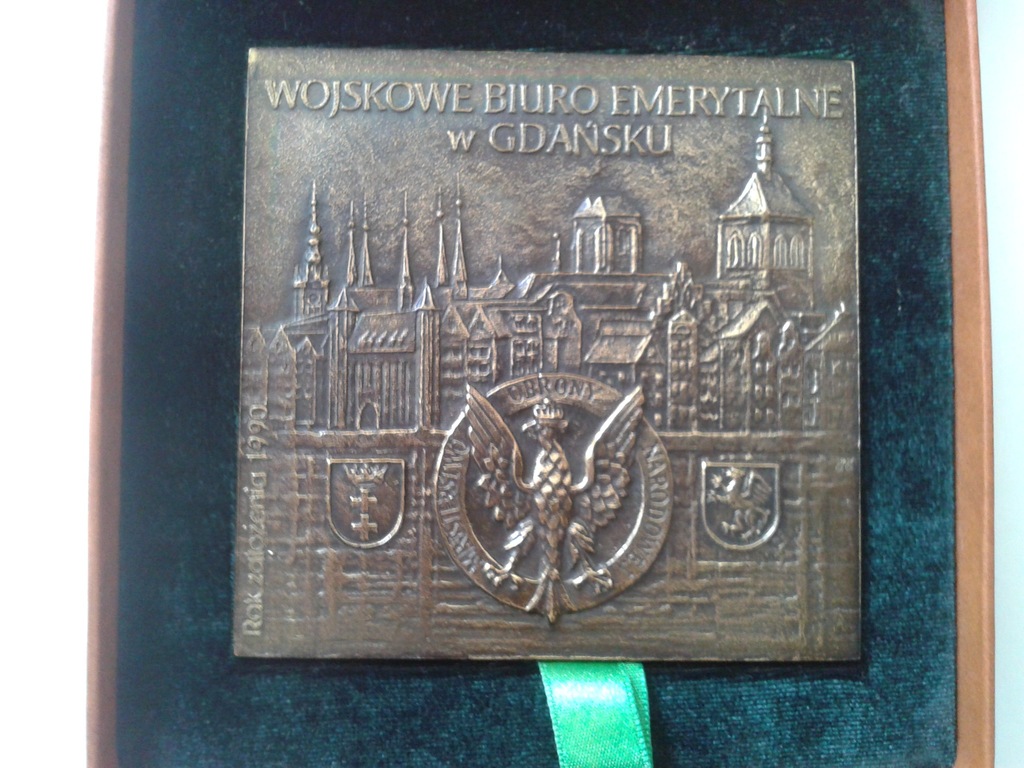 WOJSKOWE BIURO EMERYTALNE
w GDAŃSKU
Rok założenia 1990
MINISTERSTWO
OBRONY
NARODOWEJ